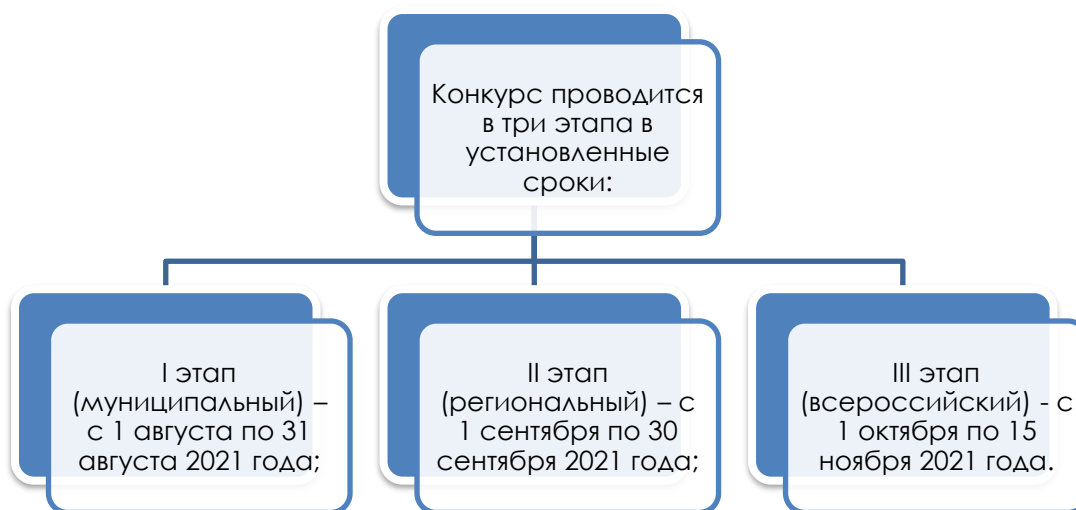 Конкурс проводится
в три этапа в
установленные
сроки:
I этап
(муниципальный) –
с 1 августа по 31
августа 2021 года;
II этап
(региональный) – с
1 сентября по 30
сентября 2021 года;
III этап
(всероссийский) - с
1 октября по 15
ноября 2021 года.